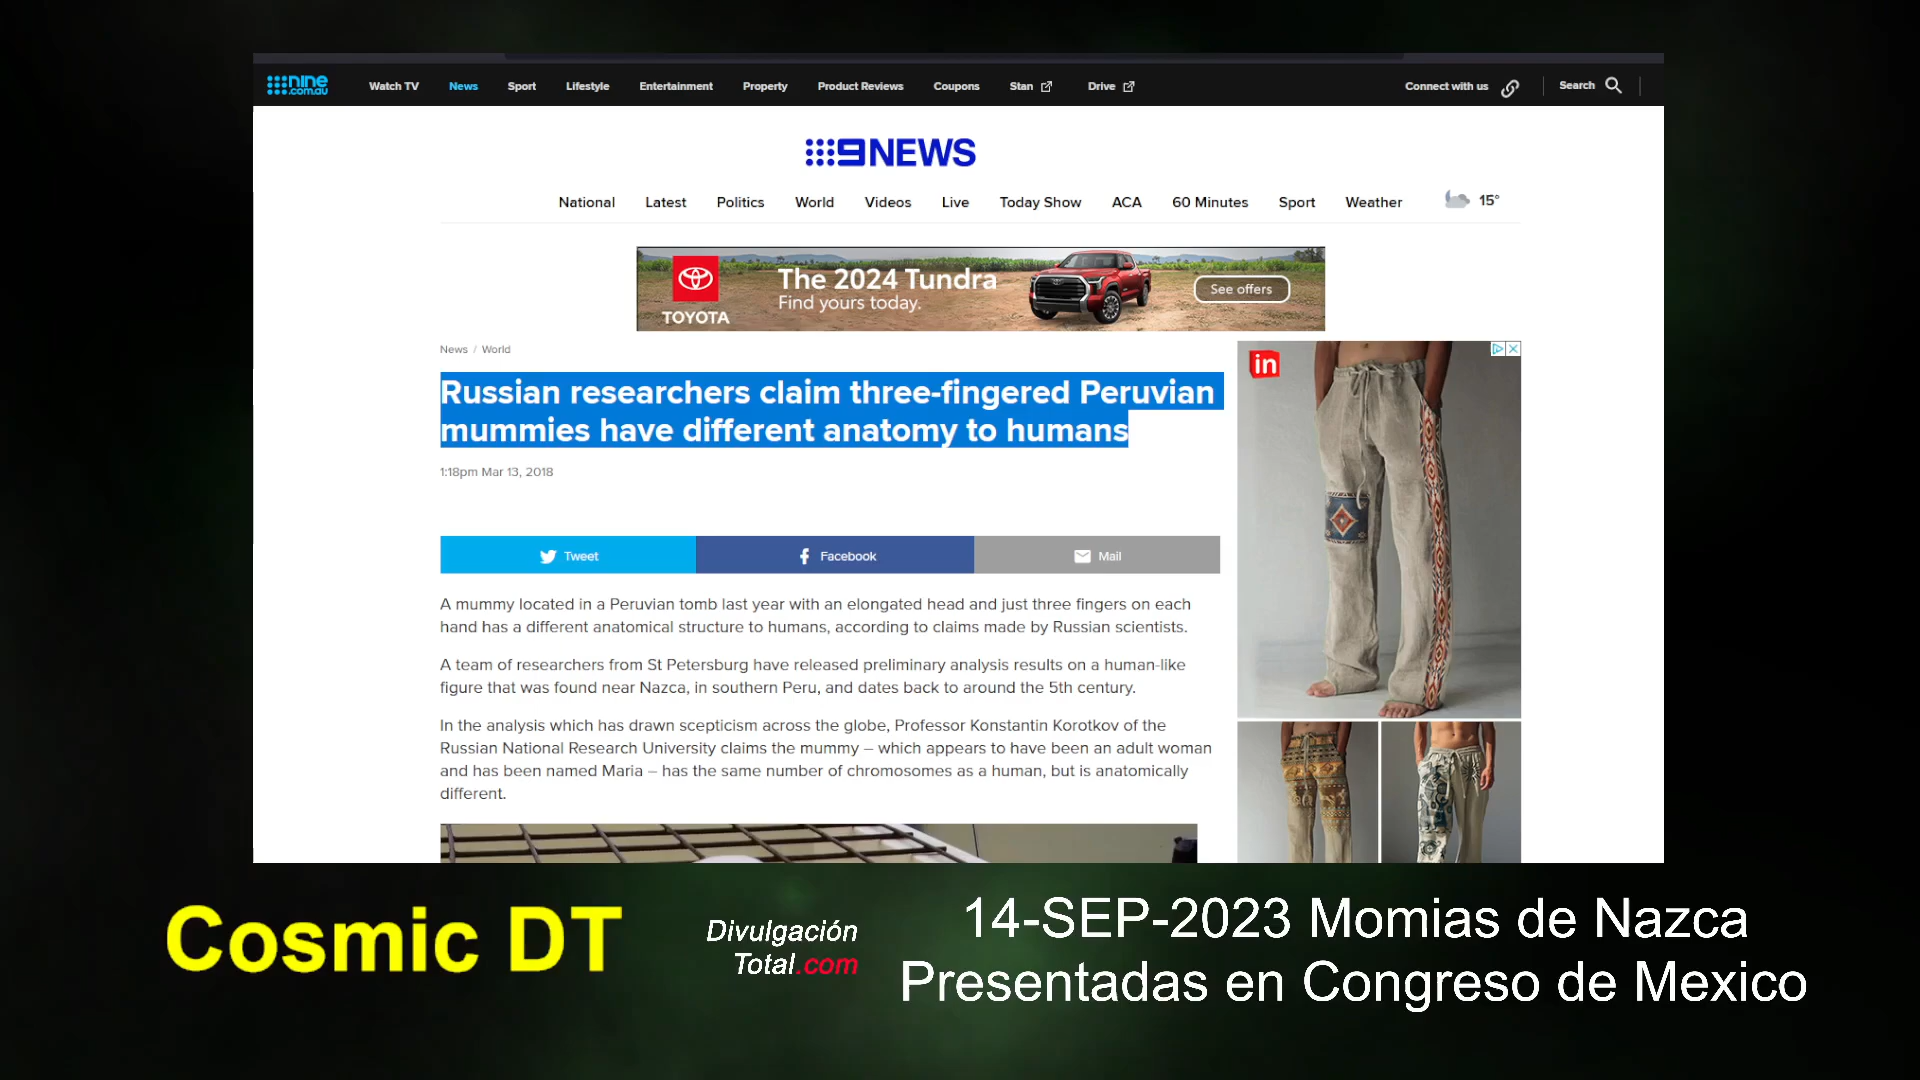 nine
.com.au
Watch TV
News
Sport
Lifestyle
Entertainment
Property
Product Reviews
Coupons
Stan
Drive
Connect with us
Search
9NEWS
National
Latest
Politics
World
Videos
Live
Today Show
ACA
60 Minutes
Sport
Weather
15°
The 2024 Tundra
Find yours today.
TOYOTA
See offers
News / World
in
Russian researchers claim three-fingered Peruvian
mummies have different anatomy to humans
1:18pm Mar 13, 2018
Tweet
Facebook
Mail
A mummy located in a Peruvian tomb last year with an elongated head and just three fingers on each
hand has a different anatomical structure to humans, according to claims made by Russian scientists.
A team of researchers from St Petersburg have released preliminary analysis results on a human-like
figure that was found near Nazca, in southern Peru, and dates back to around the 5th century.
In the analysis which has drawn scepticism across the globe, Professor Konstantin Korotkov of the
Russian National Research University claims the mummy – which appears to have been an adult woman
and has been named Maria – has the same number of chromosomes as a human, but is anatomically
different.
Cosmic DT
Divulgación
Total.com
14-SEP-2023 Momias de Nazca
Presentadas en Congreso de Mexico